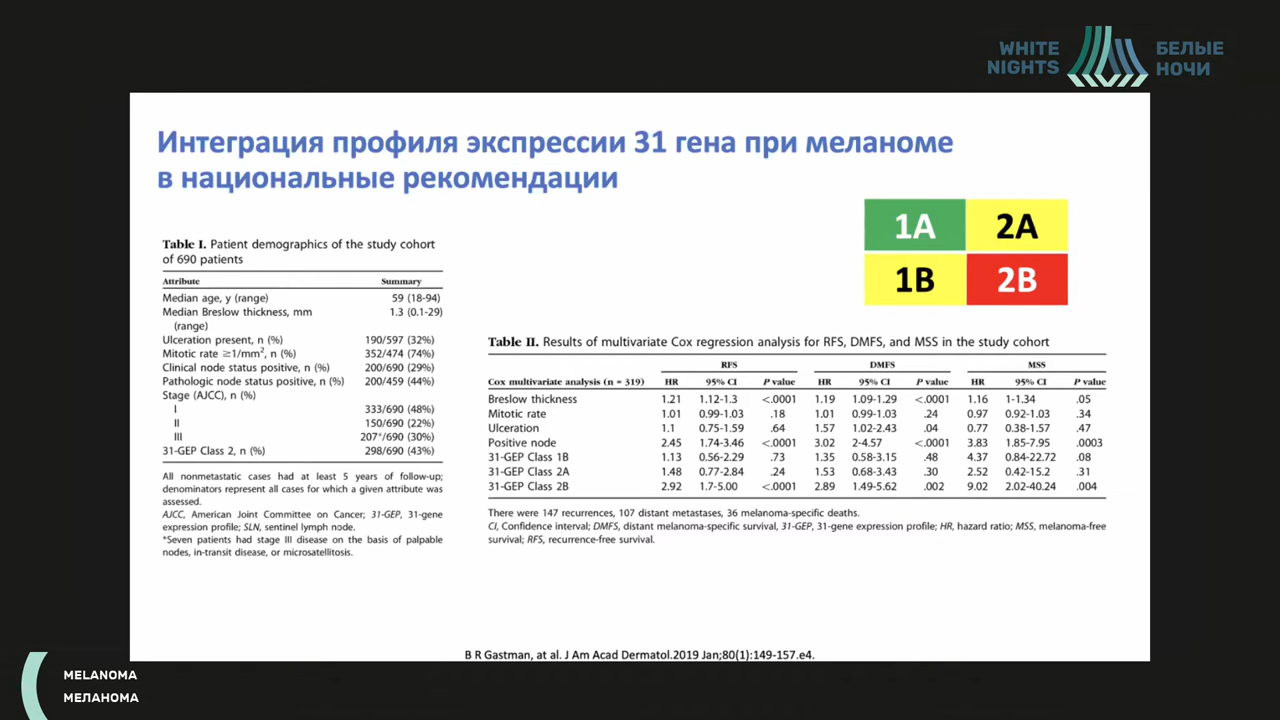 WHITE NIGHTS
БЕЛЫЕ НОЧИ
Интеграция профиля экспрессии 31 гена при меланоме
в национальные рекомендации
1A 2A
1B 2B
Table I. Patient demographics of the study cohort
of 690 patients
Attribute Summary
Median age, y (range) 59 (18-94)
Median Breslow thickness, mm 1.3 (0.1-29)
(range)
Ulceration present, n (%) 190/597 (32%)
Mitotic rate ≥1/mm², n (%) 352/474 (74%)
Clinical node status positive, n (%) 200/690 (29%)
Pathologic node status positive, n (%) 200/459 (44%)
Stage (AJCC), n (%)
I 333/690 (48%)
II 150/690 (22%)
III 207*/690 (30%)
31-GEP Class 2, n (%) 298/690 (43%)
All nonmetastatic cases had at least 5 years of follow-up;
denominators represent all cases for which a given attribute was
assessed.
AJCC, American Joint Committee on Cancer; 31-GEP, 31-gene
expression profile; SLN, sentinel lymph node.
*Seven patients had stage III disease on the basis of palpable
nodes, in-transit disease, or microsatellitosis.
Table II. Results of multivariate Cox regression analysis for RFS, DMFS, and MSS in the study cohort
RFS DMFS MSS
Cox multivariate analysis (n = 319) HR 95% CI P value HR 95% CI P value HR 95% CI P value
Breslow thickness 1.21 1.12-1.3 <.0001 1.19 1.09-1.29 <.0001 1.16 1-1.34 .05
Mitotic rate 1.01 0.99-1.03 .18 1.01 0.99-1.03 .24 0.97 0.92-1.03 .34
Ulceration 1.1 0.75-1.59 .64 1.57 1.02-2.43 .04 0.77 0.38-1.57 .47
Positive node 2.45 1.74-3.46 <.0001 3.02 2-4.57 <.0001 3.83 1.85-7.95 .0003
31-GEP Class 1B 1.13 0.56-2.29 .73 1.35 0.58-3.15 .48 4.37 0.84-22.72 .08
31-GEP Class 2A 1.48 0.77-2.84 .24 1.53 0.68-3.43 .30 2.52 0.42-15.2 .31
31-GEP Class 2B 2.92 1.7-5.00 <.0001 2.89 1.49-5.62 .002 9.02 2.02-40.24 .004
There were 147 recurrences, 107 distant metastases, 36 melanoma-specific deaths.
CI, Confidence interval; DMFS, distant melanoma-specific survival, 31-GEP, 31-gene expression profile; HR, hazard ratio; MSS, melanoma-free
survival; RFS, recurrence-free survival.
B R Gastman, at al. J Am Acad Dermatol.2019 Jan;80(1):149-157.e4.
MELANOMA
МЕЛАНОМА